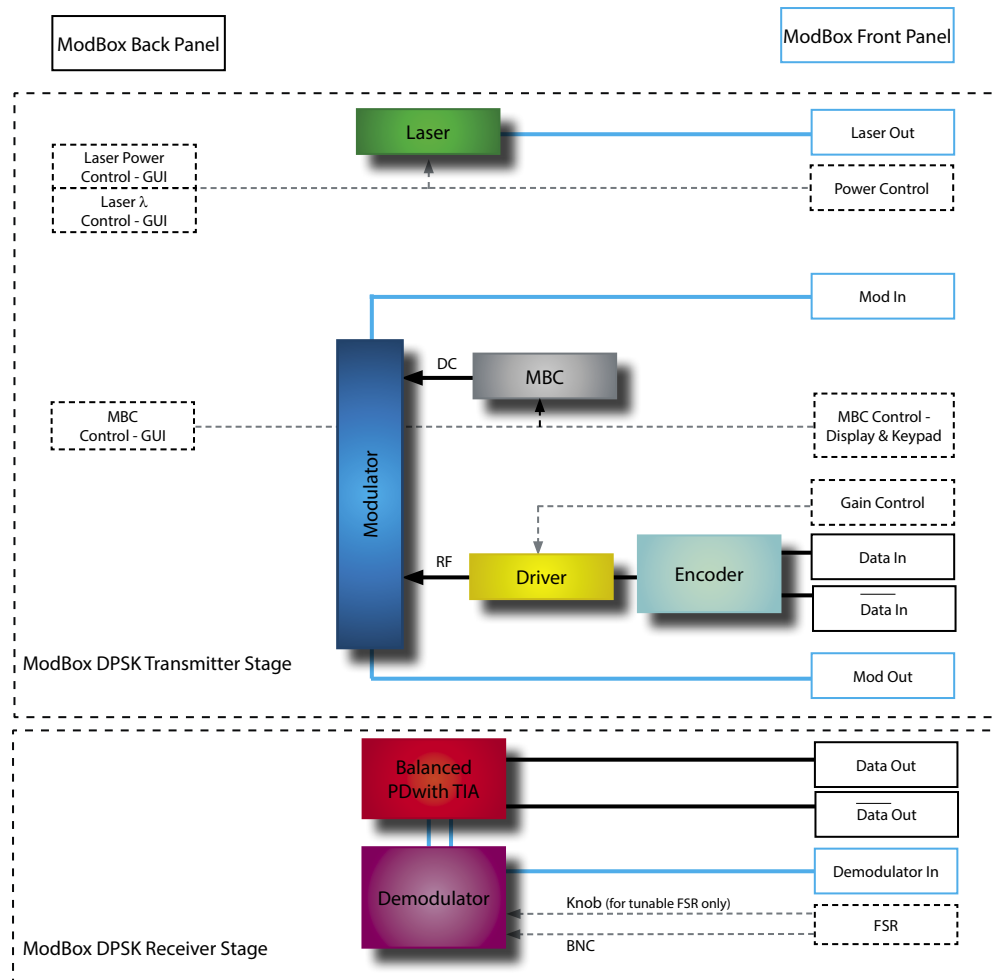 ModBox Back Panel
ModBox Front Panel
Laser
Laser Out
Laser Power
Control - GUI
Laser λ
Control - GUI
Power Control
Mod In
DC
MBC
MBC
Control - GUI
MBC Control -
Display & Keypad
Modulator
Gain Control
RF
Driver
Encoder
Data In
Data In
ModBox DPSK Transmitter Stage
Mod Out
Balanced
PDwith TIA
Data Out
Data Out
Demodulator
Demodulator In
Knob (for tunable FSR only)
FSR
BNC
ModBox DPSK Receiver Stage